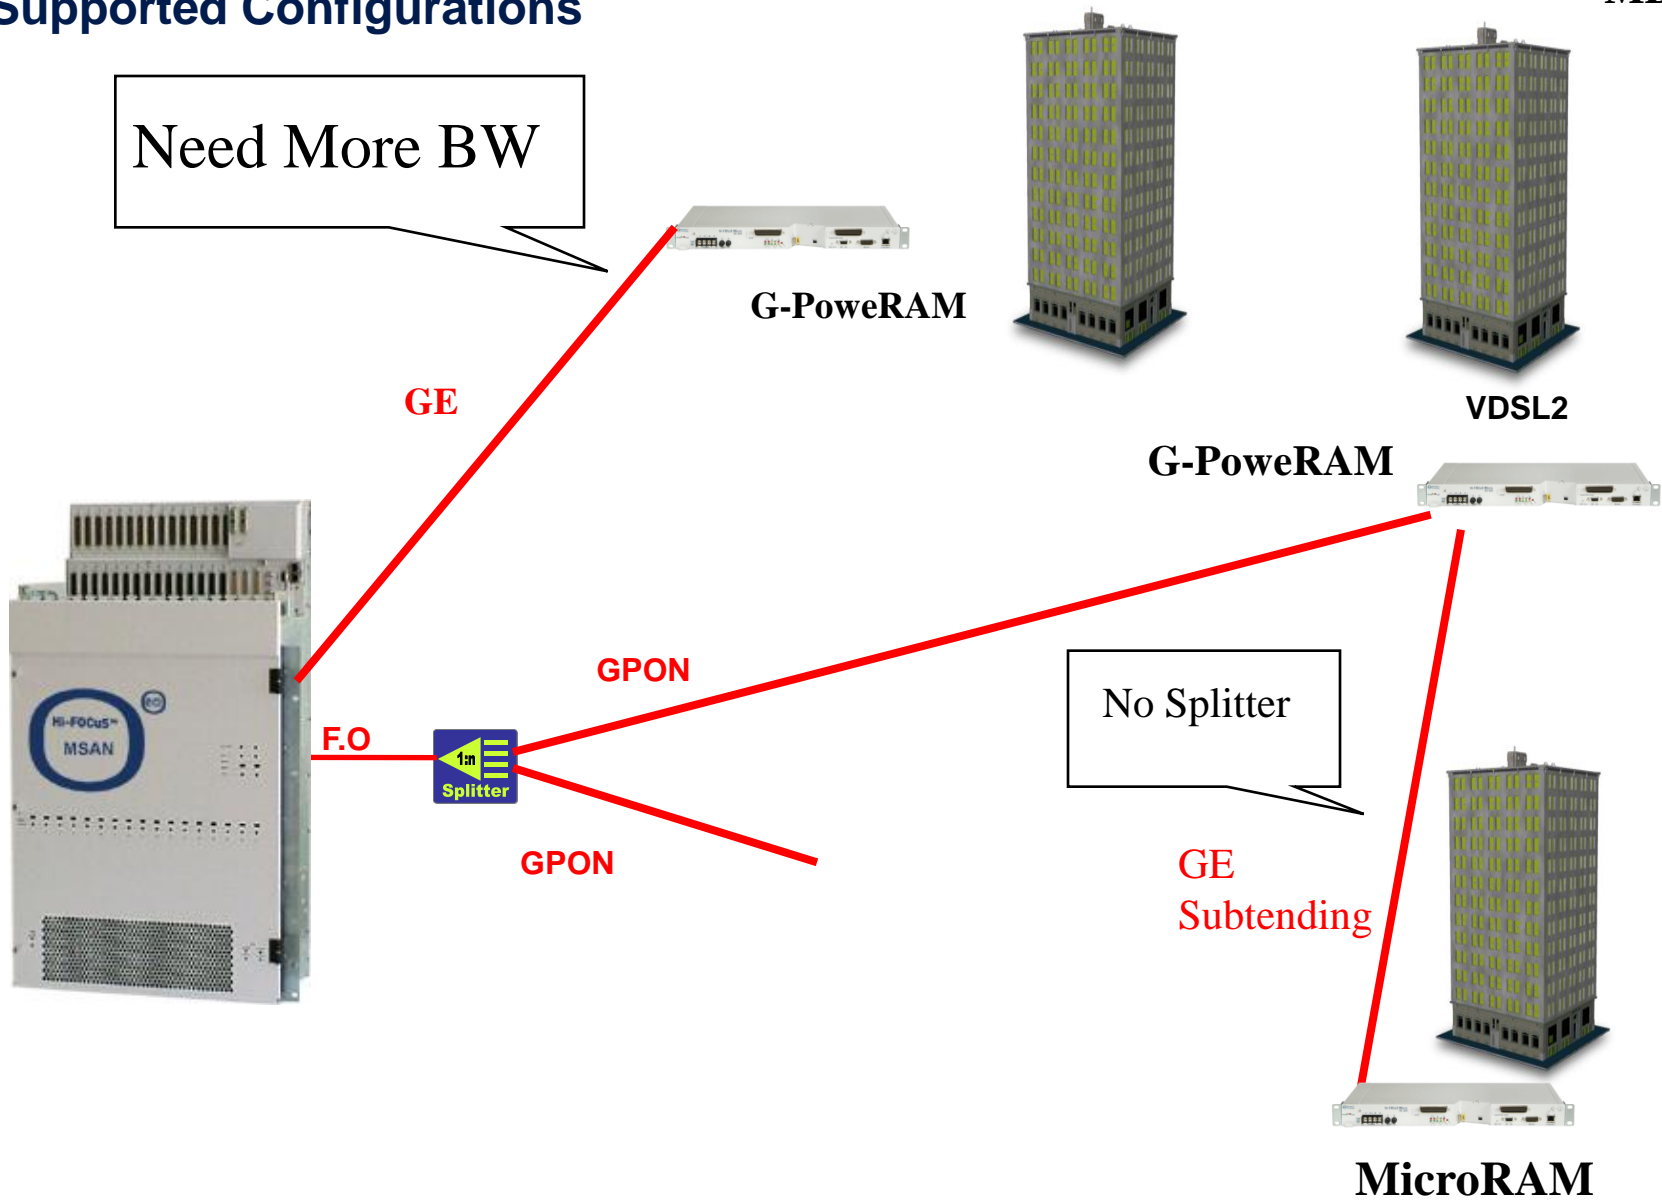 Supported Configurations
Need More BW
G-PoweRAM
GE
VDSL2
G-PoweRAM
GPON
No Splitter
F.O
1:n
Splitter
GPON
GE
Subtending
Hi-FOCuS™
MSAN
MicroRAM